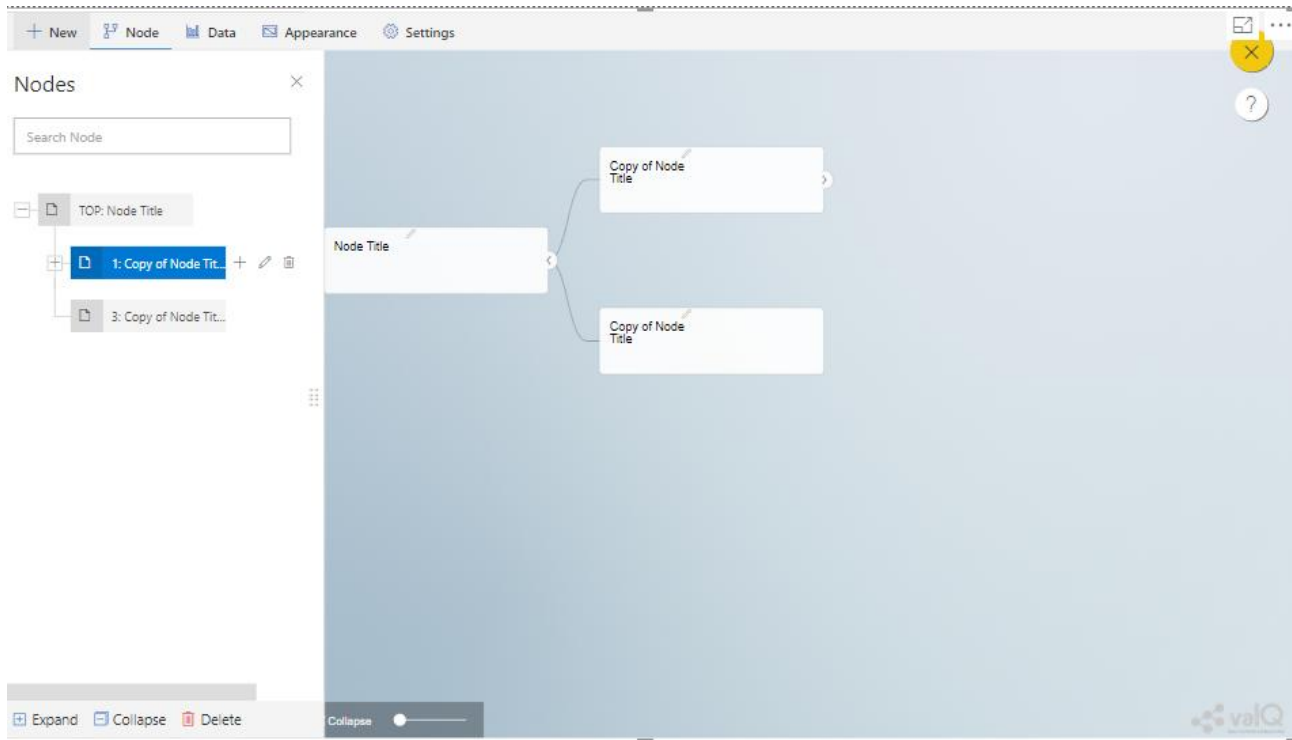 New Node Data Appearance Settings
Nodes
Search Node
TOP: Node Title
1: Copy of Node Tit...
3: Copy of Node Tit...
Node Title
Copy of Node
Title
Copy of Node
Title
?
Expand Collapse Delete
Collapse
valQ